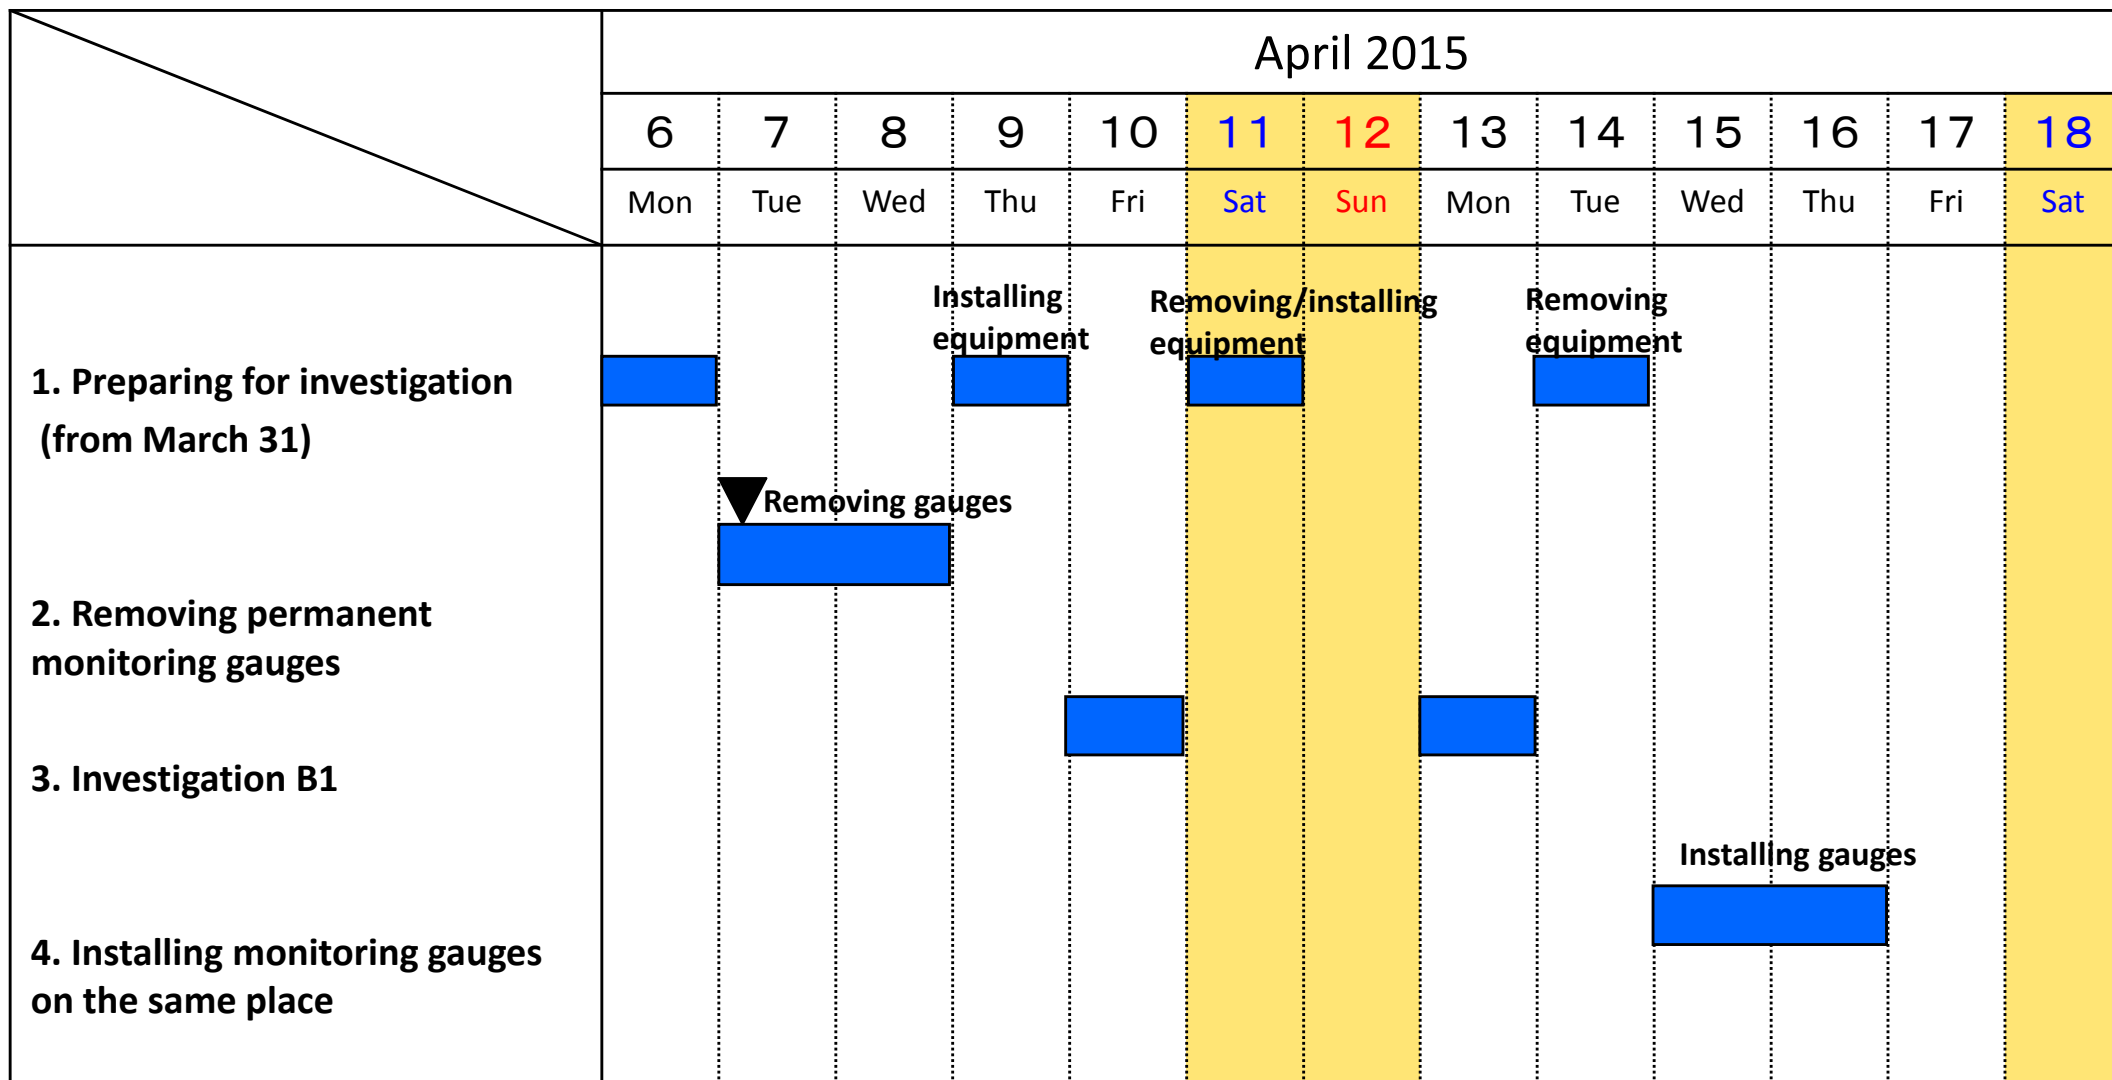 April 2015
6 7 8 9 10 11 12 13 14 15 16 17 18
Mon Tue Wed Thu Fri Sat Sun Mon Tue Wed Thu Fri Sat
Installing
equipment
Removing/installing
equipment
Removing
equipment
1. Preparing for investigation
(from March 31)
Removing gauges
2. Removing permanent
monitoring gauges
3. Investigation B1
Installing gauges
4. Installing monitoring gauges
on the same place